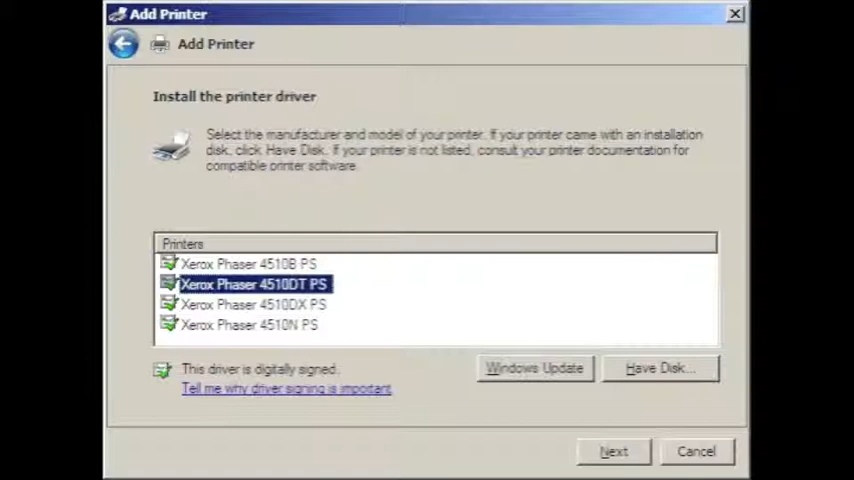 Add Printer
Add Printer
Install the printer driver
Select the manufacturer and model of your printer. If your printer came with an installation
disk, click Have Disk. If your printer is not listed, consult your printer documentation for
compatible printer software.
Printers
Xerox Phaser 4510B PS
Xerox Phaser 4510DT PS
Xerox Phaser 4510DX PS
Xerox Phaser 4510N PS
This driver is digitally signed.
Windows Update
Have Disk...
Tell me why driver signing is important
Next
Cancel